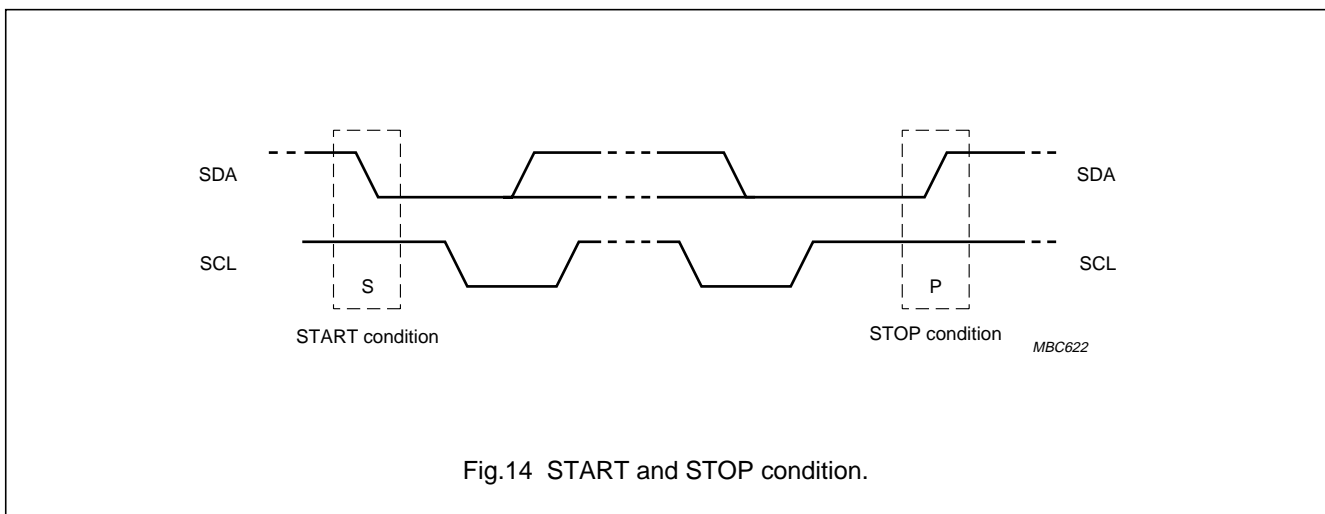 SDA
SDA
SCL
SCL
S
P
START condition
STOP condition
MBC622
Fig.14 START and STOP condition.